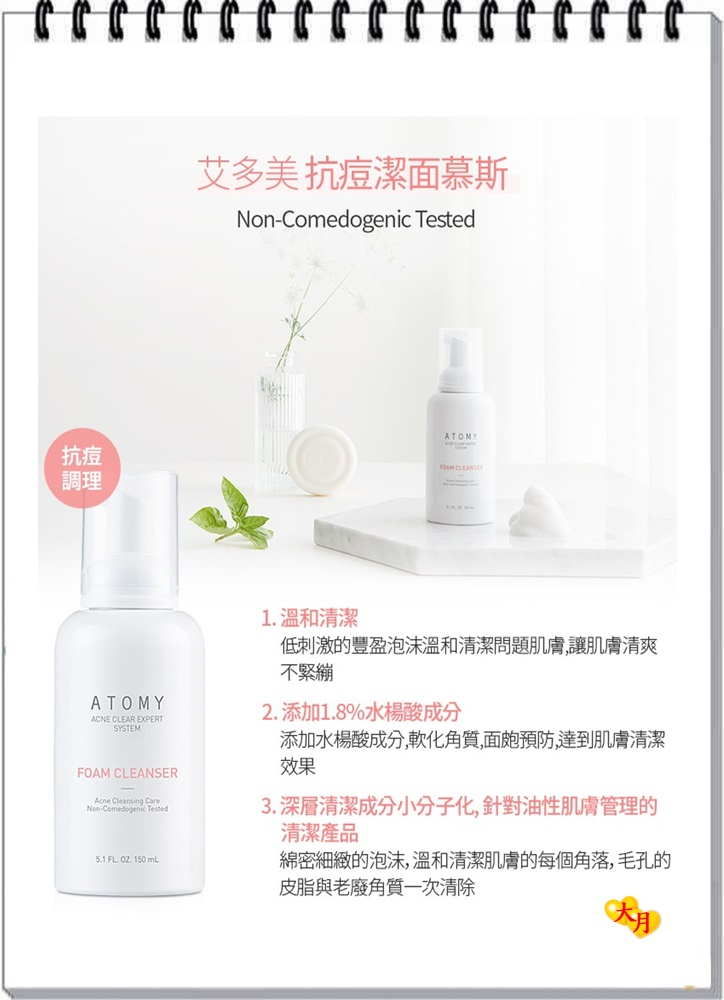 艾多美 抗痘潔面慕斯
Non-Comedogenic Tested
ATOMY
FOAM CLEANSER
抗痘
調理
ATOMY
ACNE CLEAR EXPERT
SYSTEM
FOAM CLEANSER
Acne Cleansing Care
Non-Comedogenic Tested
5.1 FL. OZ. 150 mL
1. 溫和清潔
低刺激的豐盈泡沫溫和清潔問題肌膚,讓肌膚清爽
不緊繃
2. 添加1.8%水楊酸成分
添加水楊酸成分,軟化角質,面皰預防,達到肌膚清潔
效果
3. 深層清潔成分小分子化, 針對油性肌膚管理的
清潔產品
綿密細緻的泡沫, 溫和清潔肌膚的每個角落, 毛孔的
皮脂與老廢角質一次清除
大月